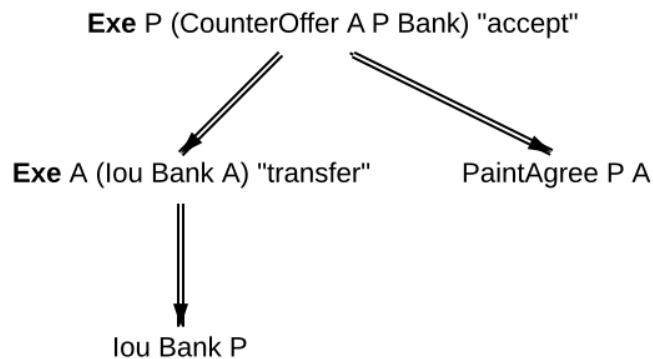 Exe P (CounterOffer A P Bank) "accept"
Exe A (Iou Bank A) "transfer"
PaintAgree P A
Iou Bank P